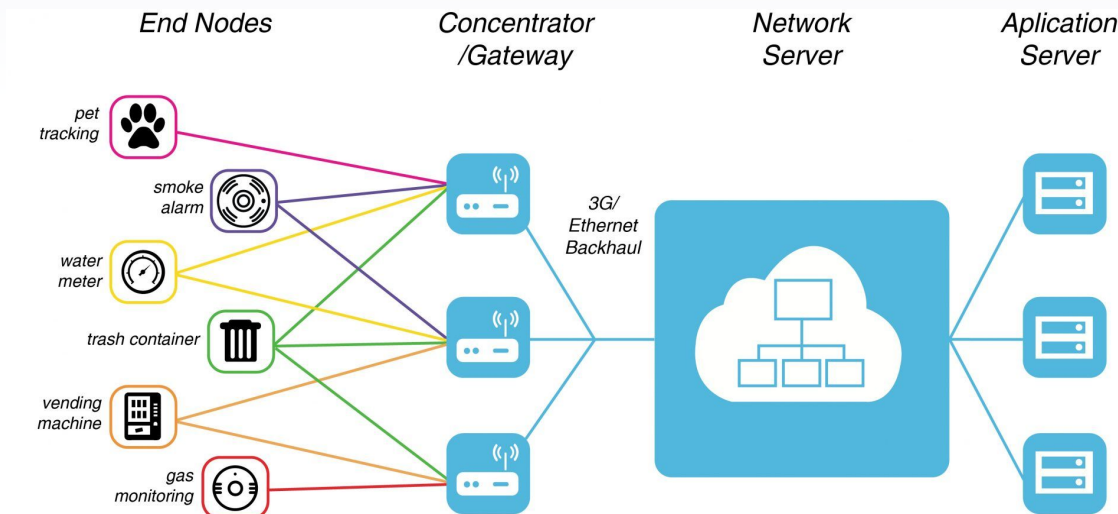 End Nodes
Concentrator
/Gateway
Network
Server
Aplication
Server
pet
tracking
smoke
alarm
water
meter
trash container
vending
machine
gas
monitoring
3G/
Ethernet
Backhaul